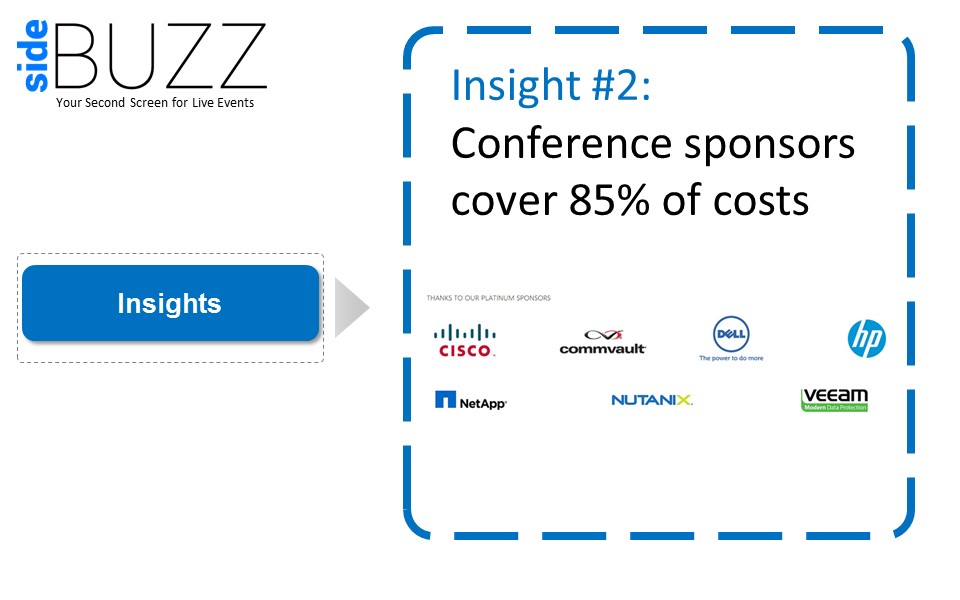 side
BUZZ
Your Second Screen for Live Events
Insights
Insight #2:
Conference sponsors
cover 85% of costs
THANKS TO OUR PLATINUM SPONSORS
CISCO
commvault
DELL
The power to do more
hp
NetApp
NUTANIX
veeam
Modern Data Protection